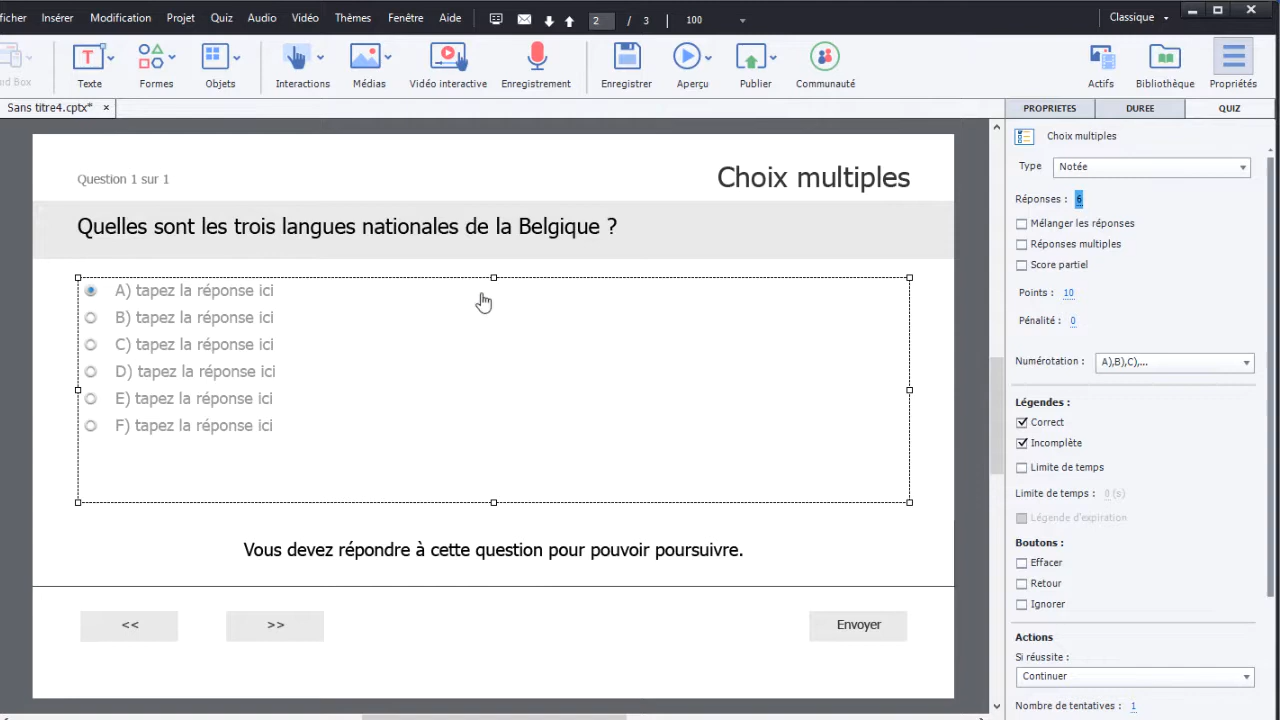 ficher Insérer Modification Projet Quiz Audio Vidéo Thèmes Fenêtre Aide 2 / 3 100 Classique
ed Box Texte Formes Objets Interactions Médias Vidéo interactive Enregistrement Enregistrer Aperçu Publier Communauté Actifs Bibliothèque Propriétés
Sans titre4.cptx* ×
PROPRIETES DUREE QUIZ
Choix multiples
Type Notée
Réponses : 6
Mélanger les réponses
Réponses multiples
Score partiel
Points : 10
Pénalité : 0
Numérotation : A),B),C),...
Légendes :
Correct
Incomplète
Limite de temps
Limite de temps : 0 (s)
Légende d'expiration
Boutons :
Effacer
Retour
Ignorer
Actions
Si réussite :
Continuer
Nombre de tentatives : 1
Question 1 sur 1
Choix multiples
Quelles sont les trois langues nationales de la Belgique ?
A) tapez la réponse ici
B) tapez la réponse ici
C) tapez la réponse ici
D) tapez la réponse ici
E) tapez la réponse ici
F) tapez la réponse ici
Vous devez répondre à cette question pour pouvoir poursuivre.
<< >> Envoyer